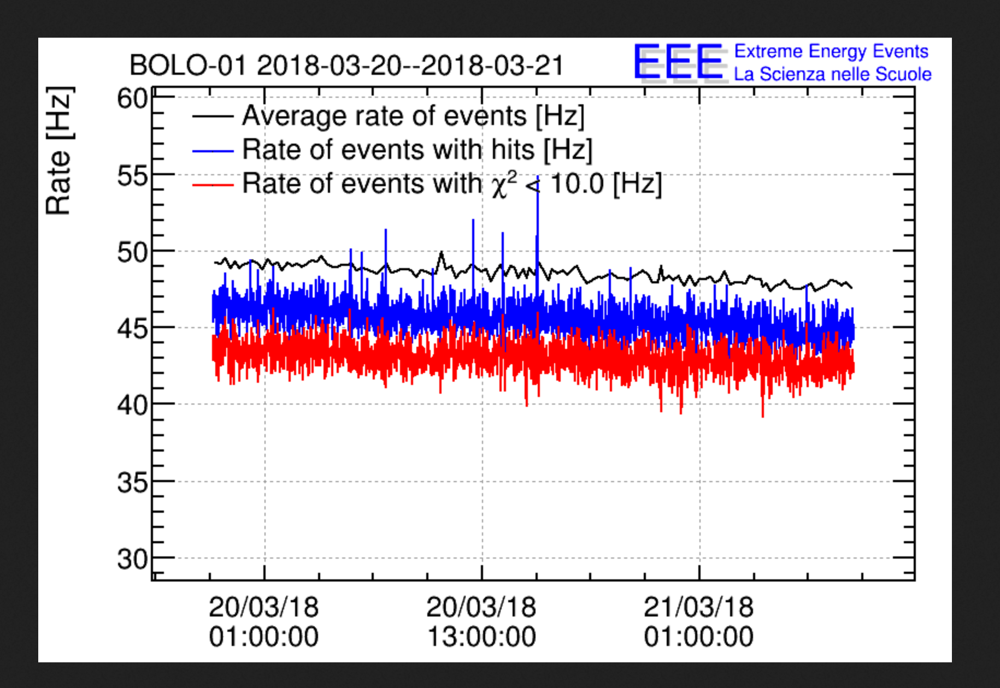 BOLO-01 2018-03-20--2018-03-21
EEE
Extreme Energy Events
La Scienza nelle Scuole
Rate [Hz]
60
55
50
45
40
35
30
Average rate of events [Hz]
Rate of events with hits [Hz]
Rate of events with χ² < 10.0 [Hz]
20/03/18
01:00:00
20/03/18
13:00:00
21/03/18
01:00:00